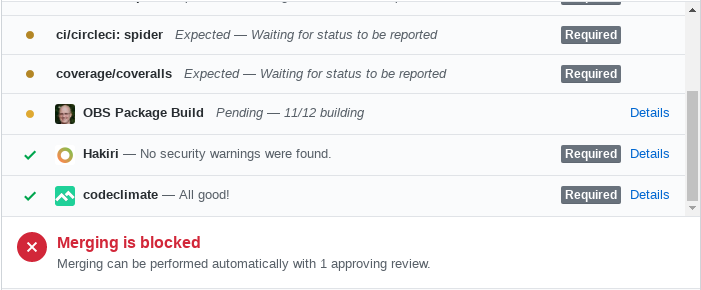 ci/circleci: spider Expected — Waiting for status to be reported Required
coverage/coveralls Expected — Waiting for status to be reported Required
OBS Package Build Pending — 11/12 building Details
Hakiri — No security warnings were found. Required Details
codeclimate — All good! Required Details
Merging is blocked
Merging can be performed automatically with 1 approving review.